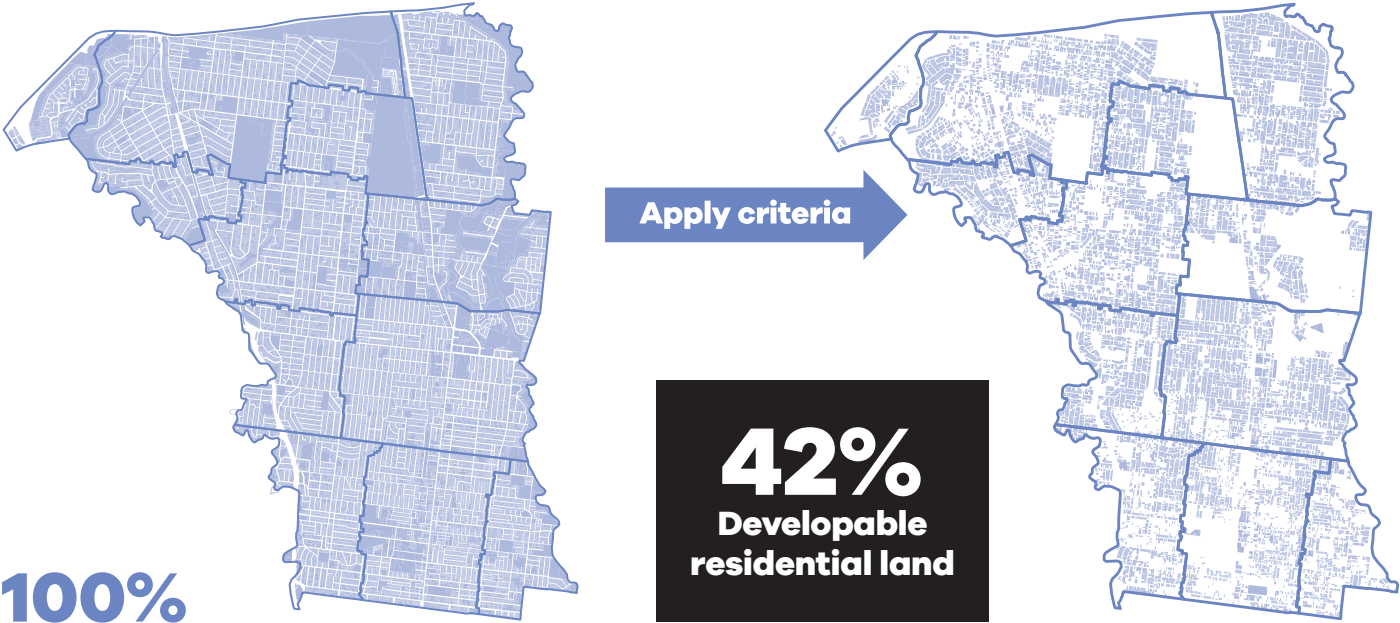 Apply criteria
42%
Developable
residential land
100%